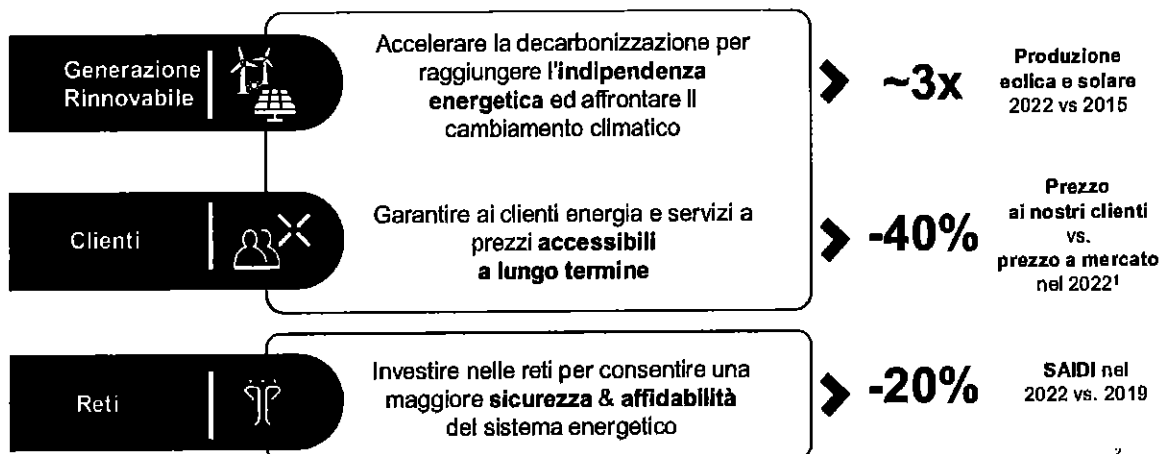 Generazione
Rinnovabile
Accelerare la decarbonizzazione per
raggiungere l'indipendenza
energetica ed affrontare il
cambiamento climatico
~3x
Produzione
eolica e solare
2022 vs 2015
Clienti
Garantire ai clienti energia e servizi a
prezzi accessibili
a lungo termine
-40%
Prezzo
ai nostri clienti
vs.
prezzo a mercato
nel 2022¹
Reti
Investire nelle reti per consentire una
maggiore sicurezza & affidabilità
del sistema energetico
-20%
SAIDI nel
2022 vs. 2019